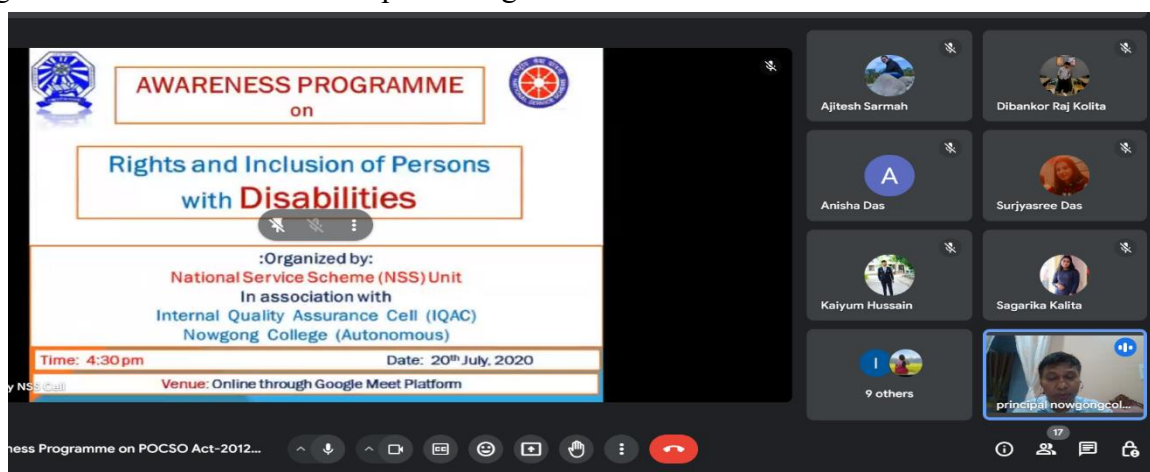 AWARENESS PROGRAMME
on
Rights and Inclusion of Persons
with Disabilities
:Organized by:
National Service Scheme (NSS) Unit
In association with
Internal Quality Assurance Cell (IQAC)
Nowgong College (Autonomous)
Time: 4:30 pm Date: 20th July, 2020
Venue: Online through Google Meet Platform
y NSS Cell
Ajitesh Sarmah
Dibankor Raj Kolita
A
Anisha Das
Surjyasree Das
Kaiyum Hussain
Sagarika Kalita
I
9 others
principal nowgongcol...
ness Programme on POCSO Act-2012...
CC
17